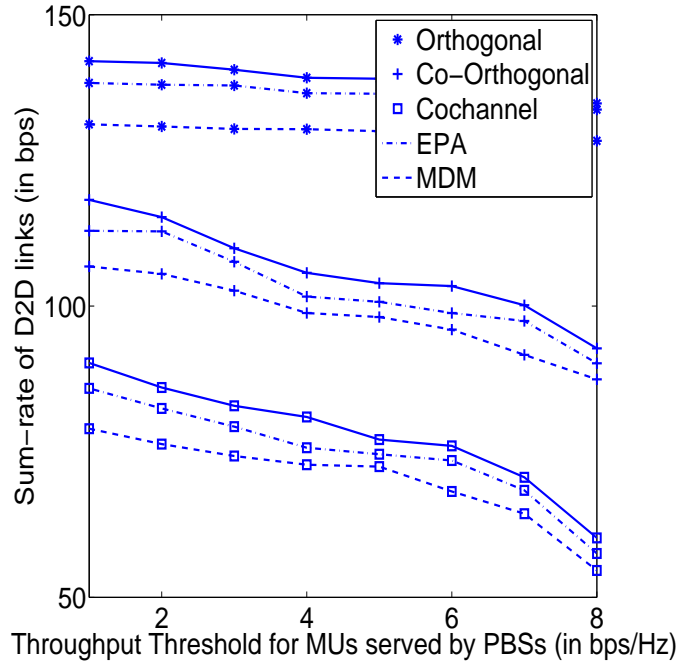 150
100
50
Sum-rate of D2D links (in bps)
Orthogonal
Co-Orthogonal
Cochannel
EPA
MDM
2
4
6
8
Throughput Threshold for MUs served by PBSs (in bps/Hz)